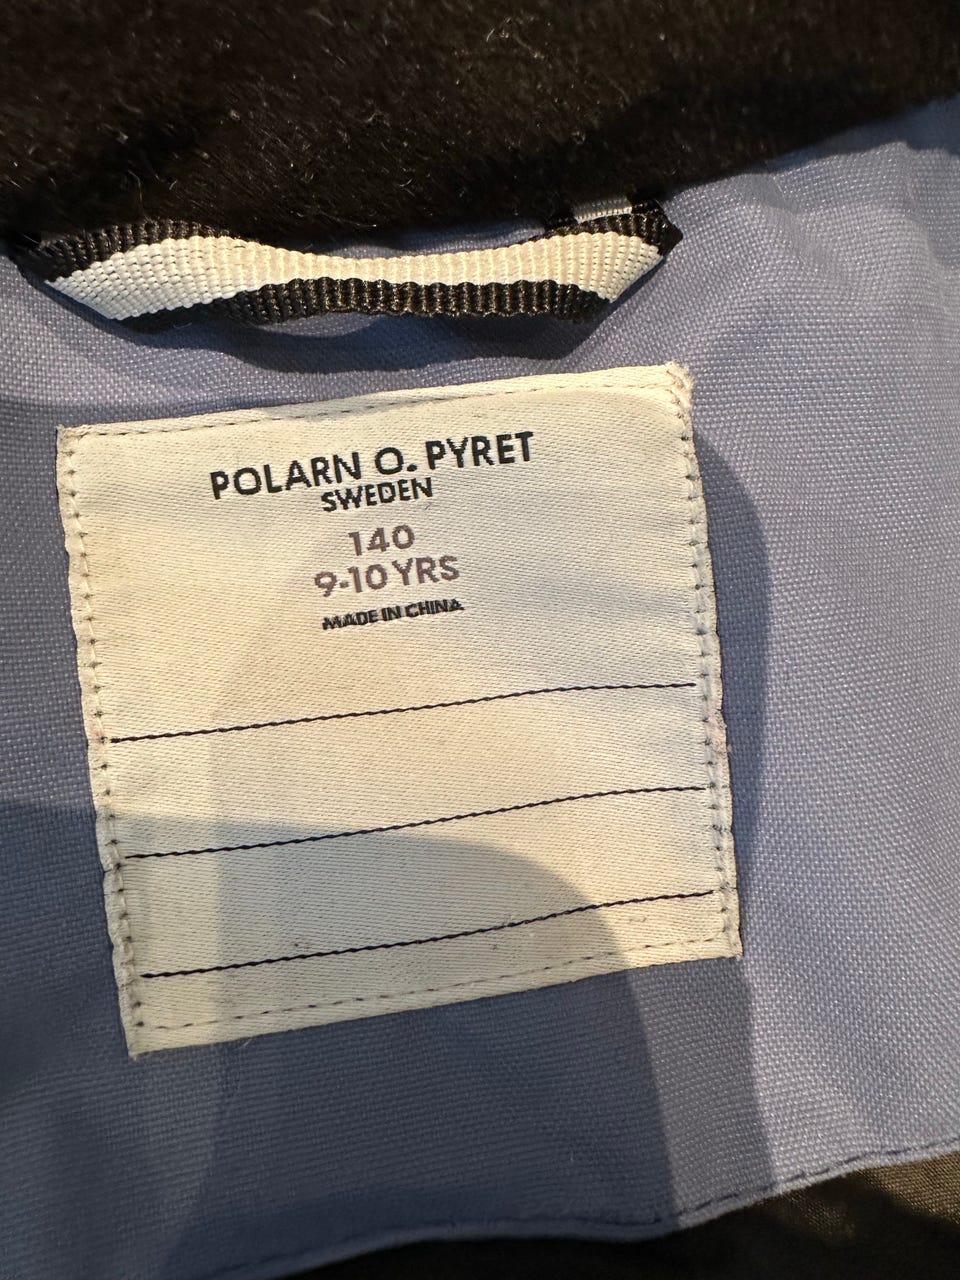 POLARN O. PYRET
SWEDEN
140
9-10 YRS
MADE IN CHINA